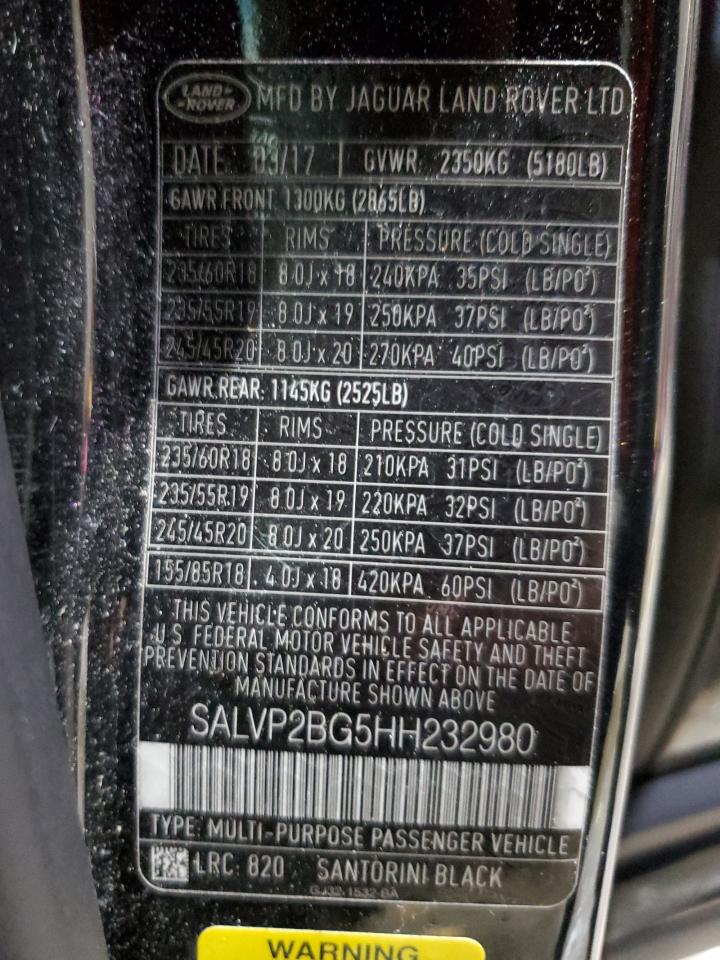 LAND ROVER MFD BY JAGUAR LAND ROVER LTD
DATE: 03/17 GVWR. 2350KG (5180LB)
GAWR FRONT 1300KG (2865LB)
TIRES RIMS PRESSURE (COLD SINGLE)
235/60R18 8.0J x 18 240KPA 35PSI (LB/PO²)
235/55R19 8.0J x 19 250KPA 37PSI (LB/PO²)
245/45R20 8.0J x 20 270KPA 40PSI (LB/PO²)
GAWR REAR: 1145KG (2525LB)
TIRES RIMS PRESSURE (COLD SINGLE)
235/60R18 8.0J x 18 210KPA 31PSI (LB/PO²)
235/55R19 8.0J x 19 220KPA 32PSI (LB/PO²)
245/45R20 8.0J x 20 250KPA 37PSI (LB/PO²)
155/85R18 4.0J x 18 420KPA 60PSI (LB/PO²)
THIS VEHICLE CONFORMS TO ALL APPLICABLE
U.S. FEDERAL MOTOR VEHICLE SAFETY AND THEFT
PREVENTION STANDARDS IN EFFECT ON THE DATE OF
MANUFACTURE SHOWN ABOVE
SALVP2BG5HH232980
TYPE: MULTI-PURPOSE PASSENGER VEHICLE
LRC: 820 SANTORINI BLACK
GJ32-1532-BA
WARNING